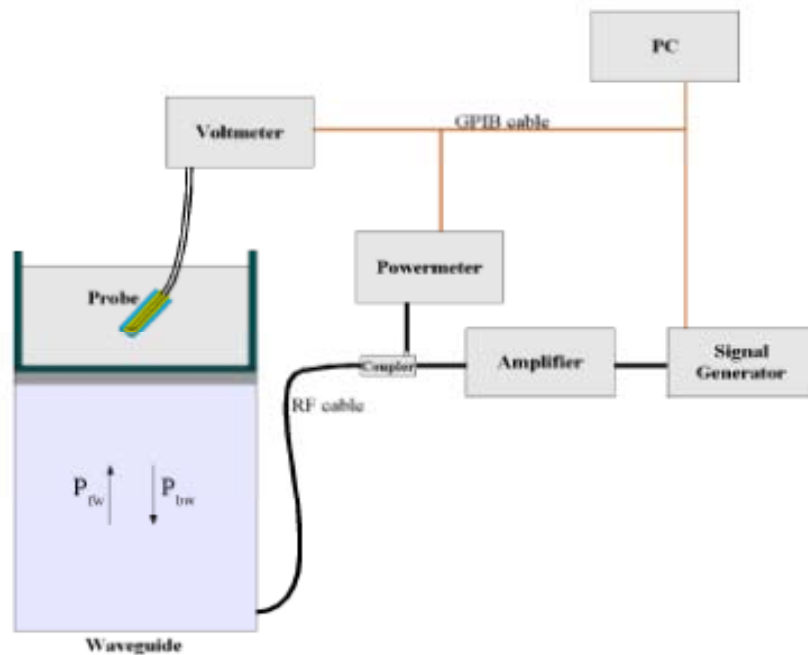 PC
Voltmeter
GPIB cable
Powermeter
Probe
Coupler
Amplifier
Signal
Generator
RF cable
P fw
P bw
Waveguide